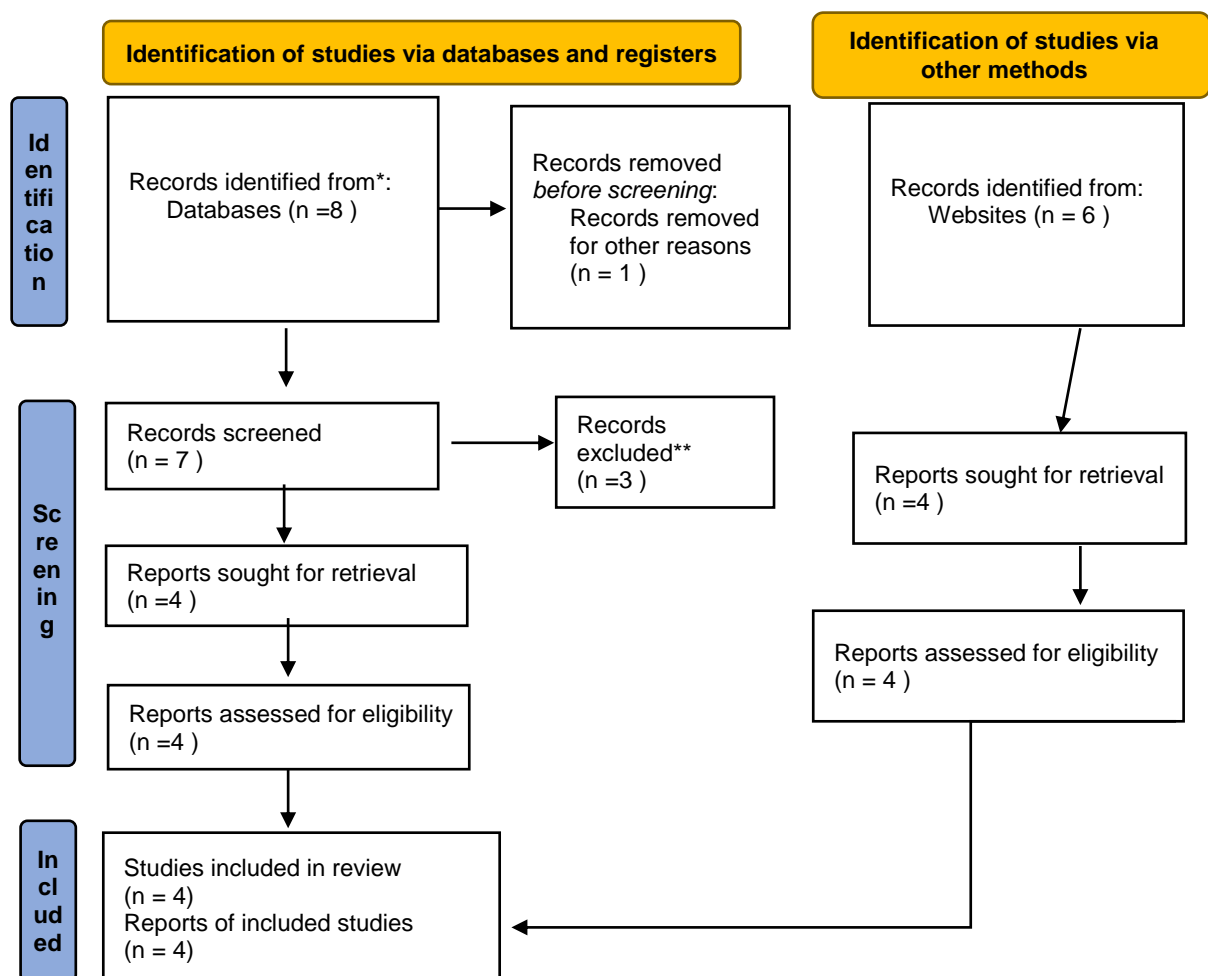 Identification of studies via databases and registers
Identification of studies via
other methods
Id
en
tifi
ca
tio
n
Records identified from*:
Databases (n =8 )
Records removed
before screening:
Records removed
for other reasons
(n = 1 )
Records identified from:
Websites (n = 6 )
Sc
re
en
in
g
Records screened
(n = 7 )
Records
excluded**
(n =3 )
Reports sought for retrieval
(n =4 )
Reports sought for retrieval
(n =4 )
Reports assessed for eligibility
(n =4 )
Reports assessed for eligibility
(n = 4 )
In
cl
ud
ed
Studies included in review
(n = 4)
Reports of included studies
(n = 4)